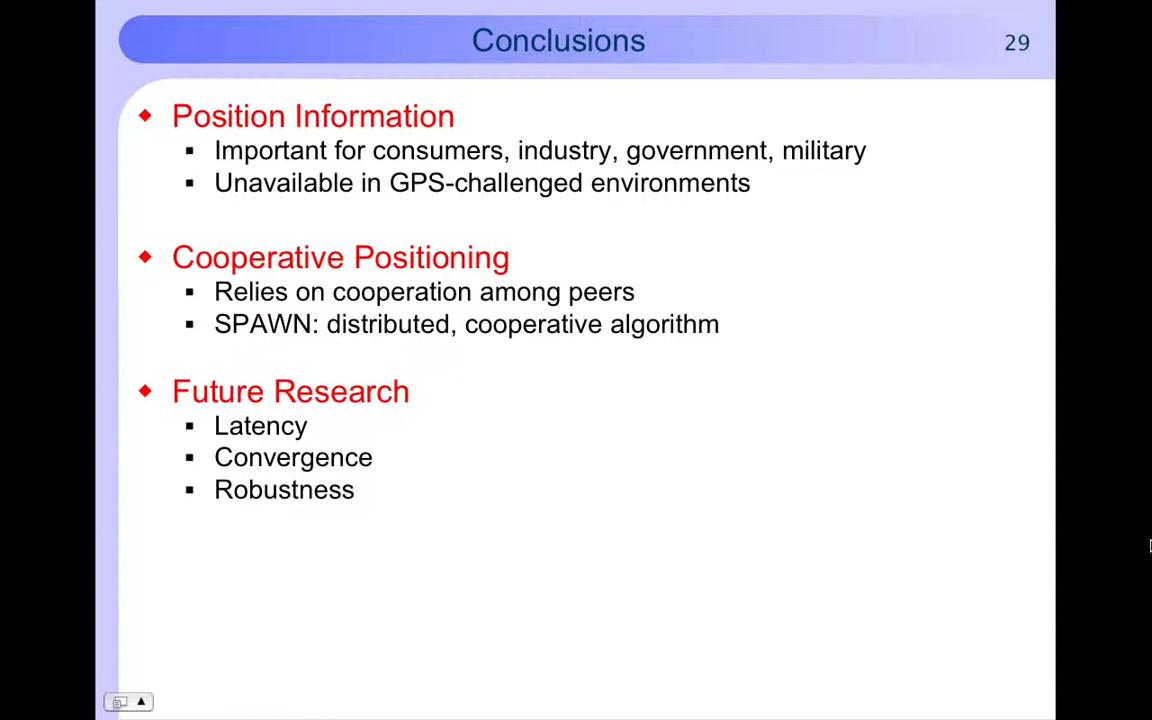 Conclusions
29
Position Information
Important for consumers, industry, government, military
Unavailable in GPS-challenged environments
Cooperative Positioning
Relies on cooperation among peers
SPAWN: distributed, cooperative algorithm
Future Research
Latency
Convergence
Robustness